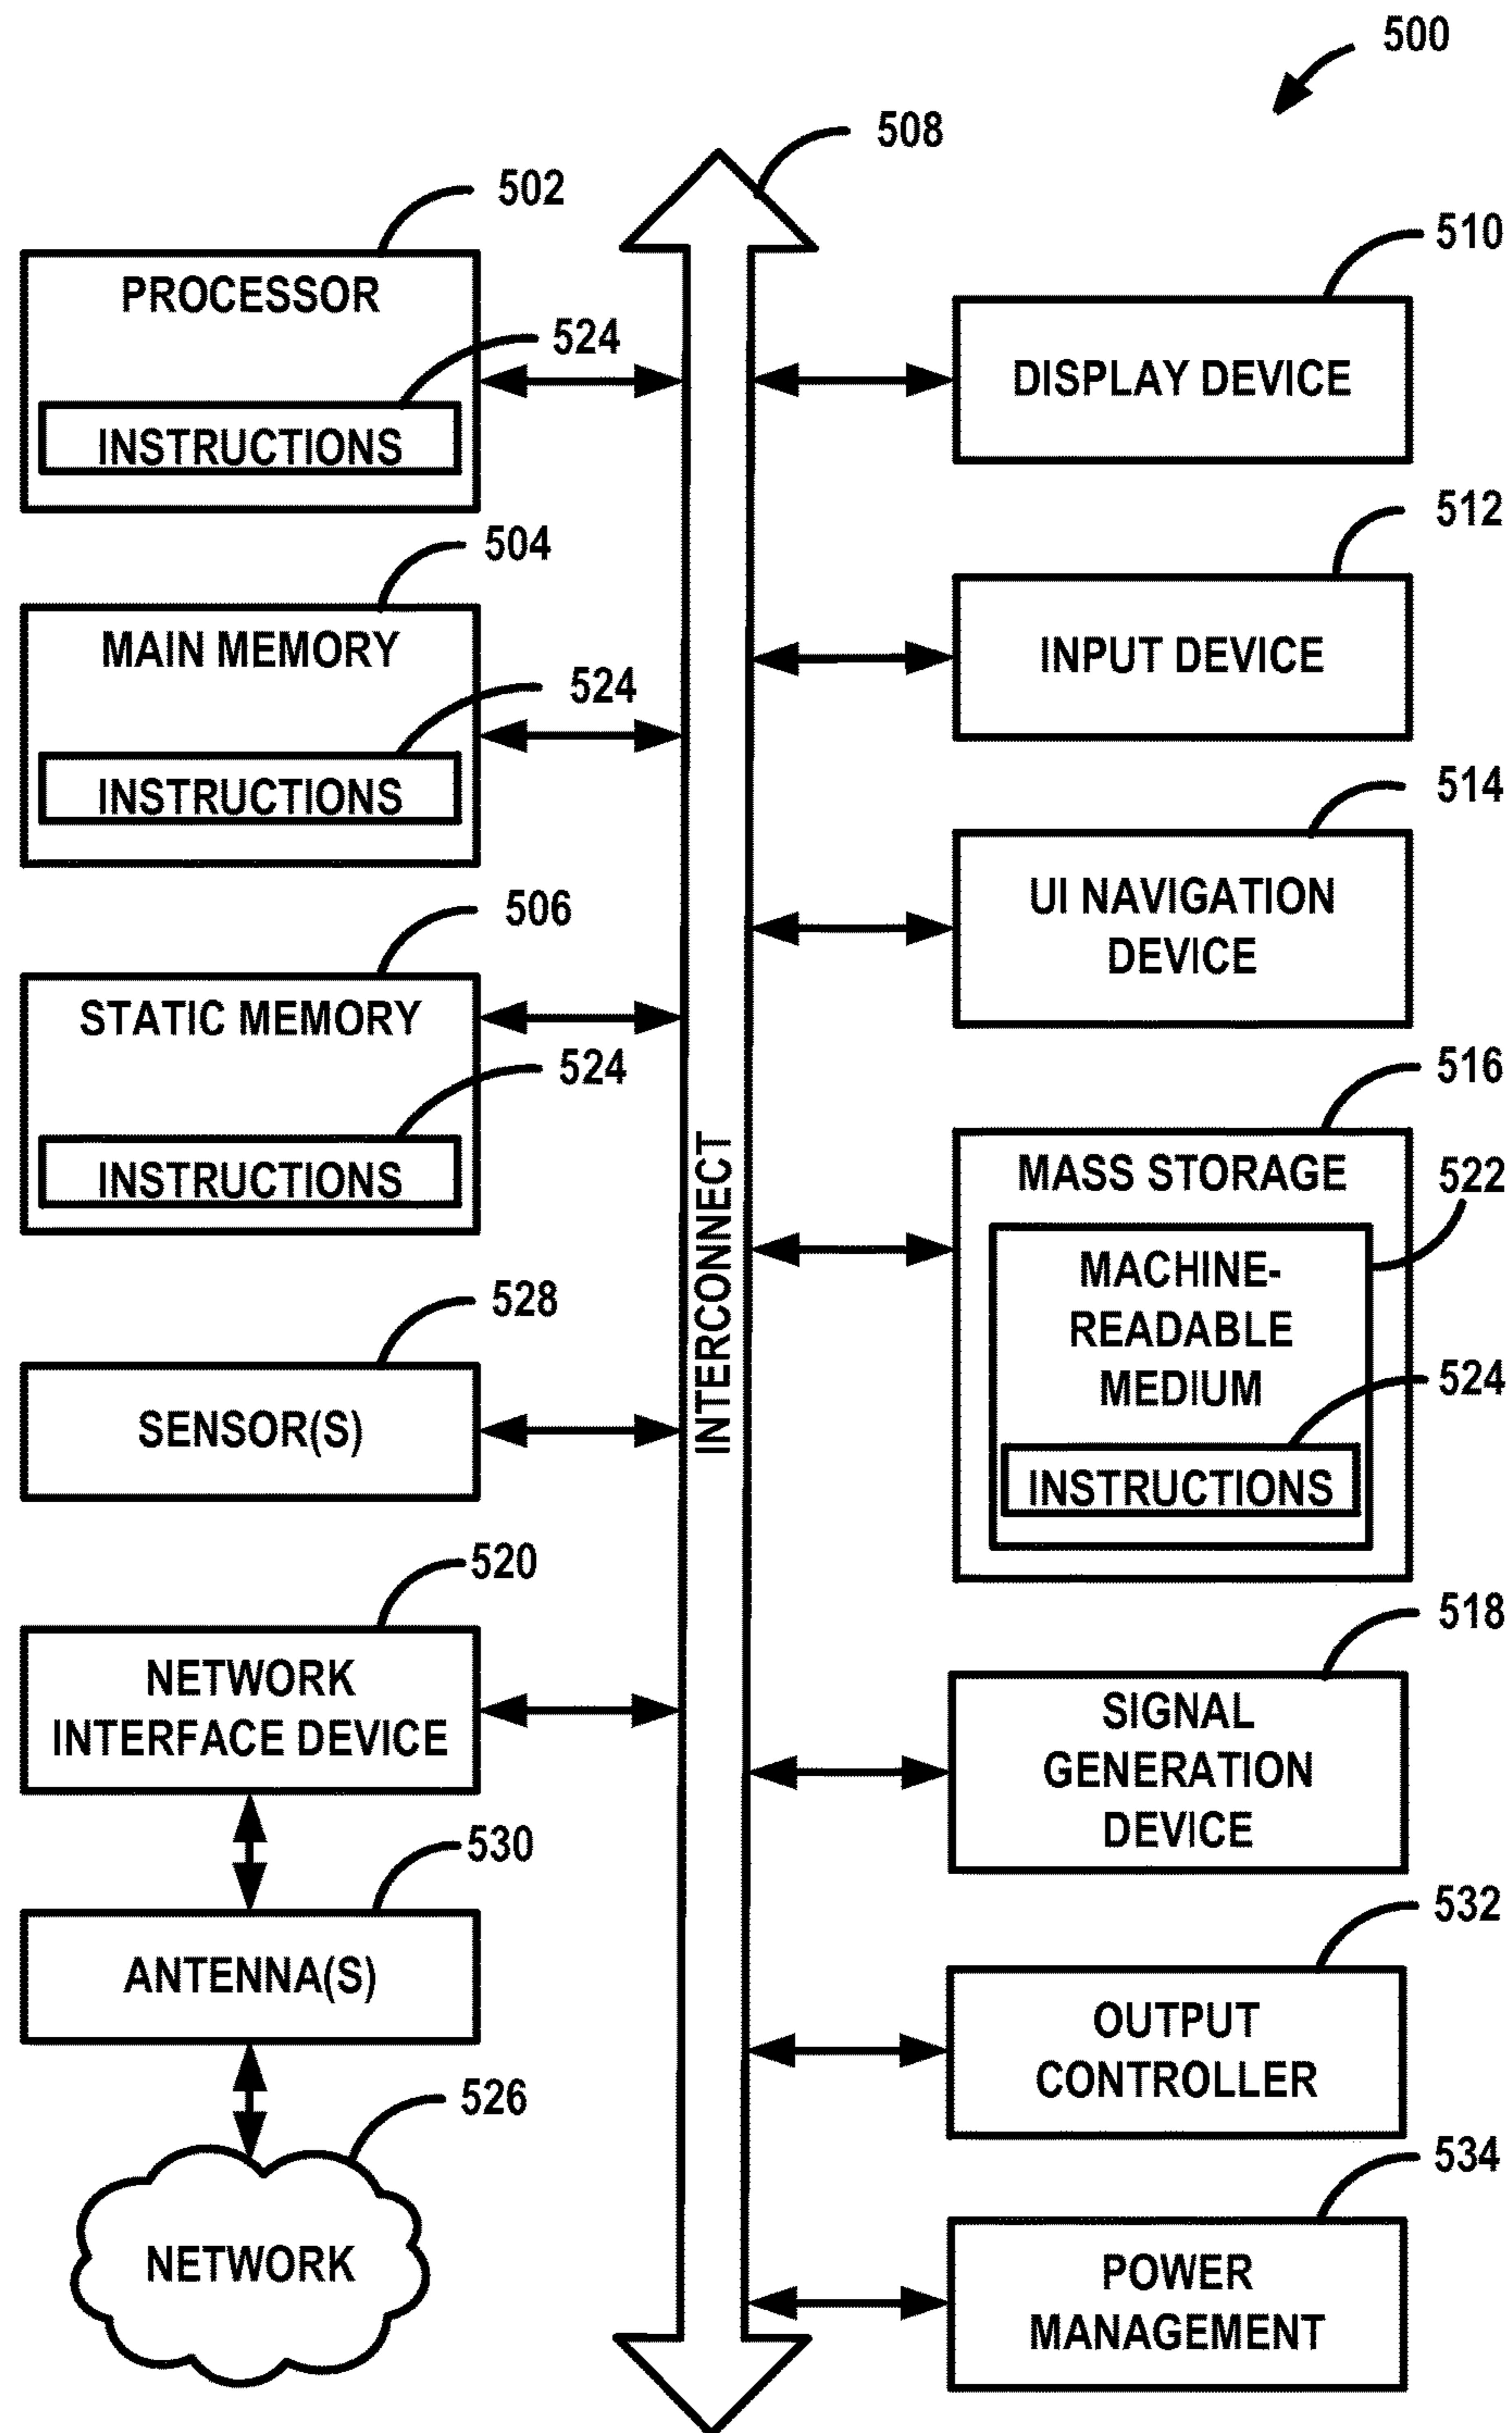 500
508
502
PROCESSOR
524
INSTRUCTIONS
504
MAIN MEMORY
524
INSTRUCTIONS
506
STATIC MEMORY
524
INSTRUCTIONS
528
SENSOR(S)
520
NETWORK
INTERFACE DEVICE
530
ANTENNA(S)
526
NETWORK
INTERCONNECT
510
DISPLAY DEVICE
512
INPUT DEVICE
514
UI NAVIGATION
DEVICE
516
MASS STORAGE
522
MACHINE-
READABLE
MEDIUM
524
INSTRUCTIONS
518
SIGNAL
GENERATION
DEVICE
532
OUTPUT
CONTROLLER
534
POWER
MANAGEMENT